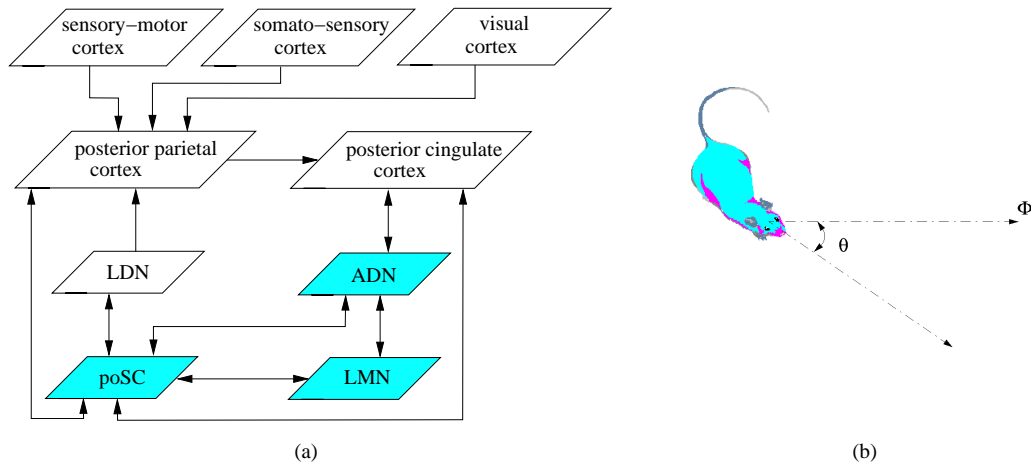 sensory−motor
cortex
somato−sensory
cortex
visual
cortex
posterior parietal
cortex
posterior cingulate
cortex
LDN
ADN
poSC
LMN
(a)
Φ
θ
(b)